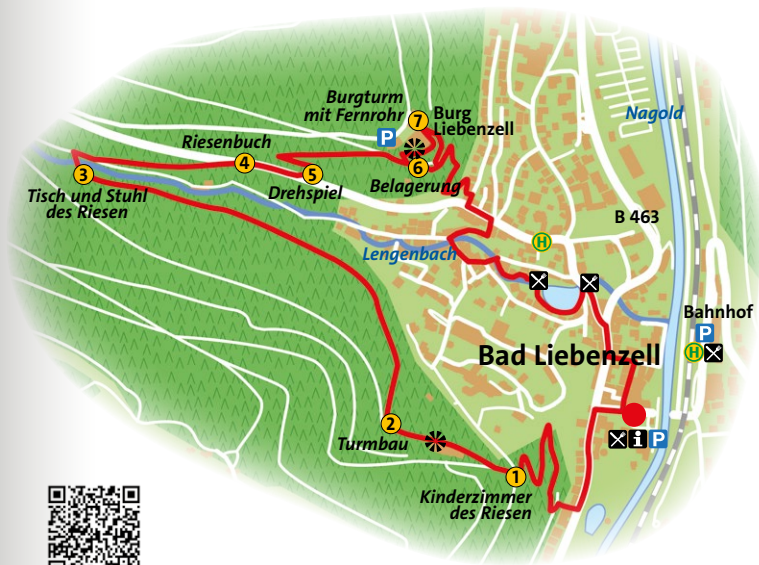 Burgturm
mit Fernrohr
7
Burg
Liebenzell
P
Nagold
Riesenbuch
4
5
6
3
Drehspiel
Belagerung
Tisch und Stuhl
des Riesen
B 463
H
Lengenbach
Bahnhof
P
H
Bad Liebenzell
2
Turmbau
i P
1
Kinderzimmer
des Riesen